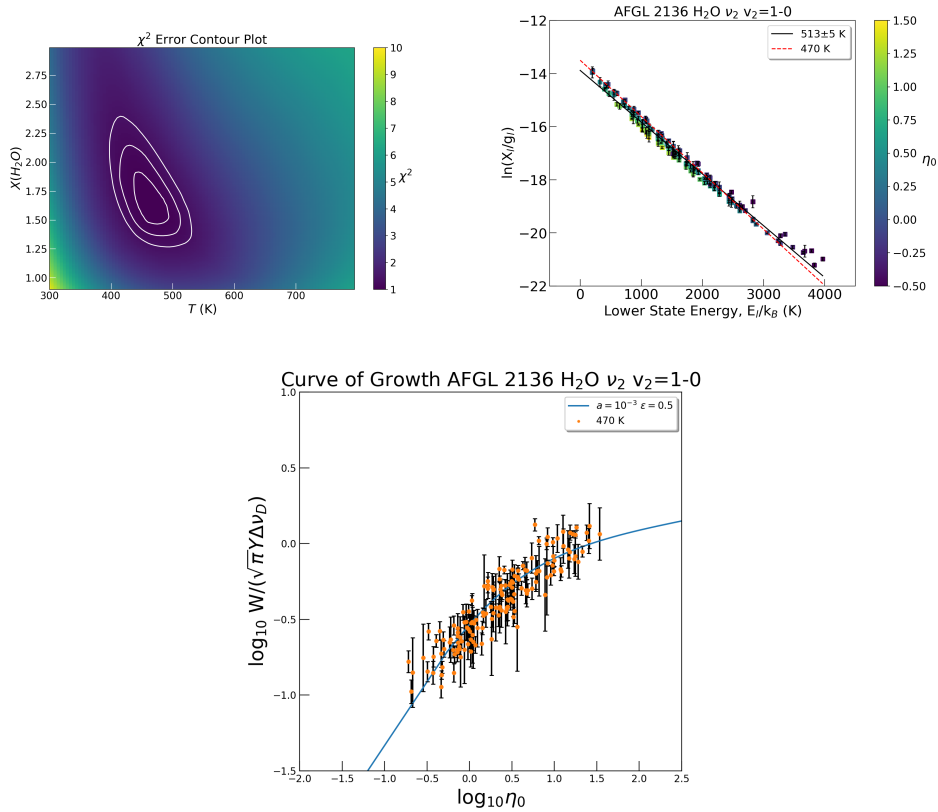 χ² Error Contour Plot
X(H₂O)
2.75
2.50
2.25
2.00
1.75
1.50
1.25
1.00
300 400 500 600 700
T (K)
10
9
8
7
6
5
4
3
2
1
χ²
AFGL 2136 H₂O ν₂ v₂=1-0
513±5 K
470 K
ln(Xₗ/gₗ)
−12
−14
−16
−18
−20
−22
0 1000 2000 3000 4000
Lower State Energy, Eₗ/k_B (K)
1.50
1.25
1.00
0.75
0.50
0.25
0.00
−0.25
−0.50
η₀
Curve of Growth AFGL 2136 H₂O ν₂ v₂=1-0
a = 10⁻³ ε = 0.5
470 K
log₁₀ W/(√πΥΔν_D)
1.0
0.5
0.0
−0.5
−1.0
−1.5
−2.0 −1.5 −1.0 −0.5 0.0 0.5 1.0 1.5 2.0 2.5
log₁₀η₀